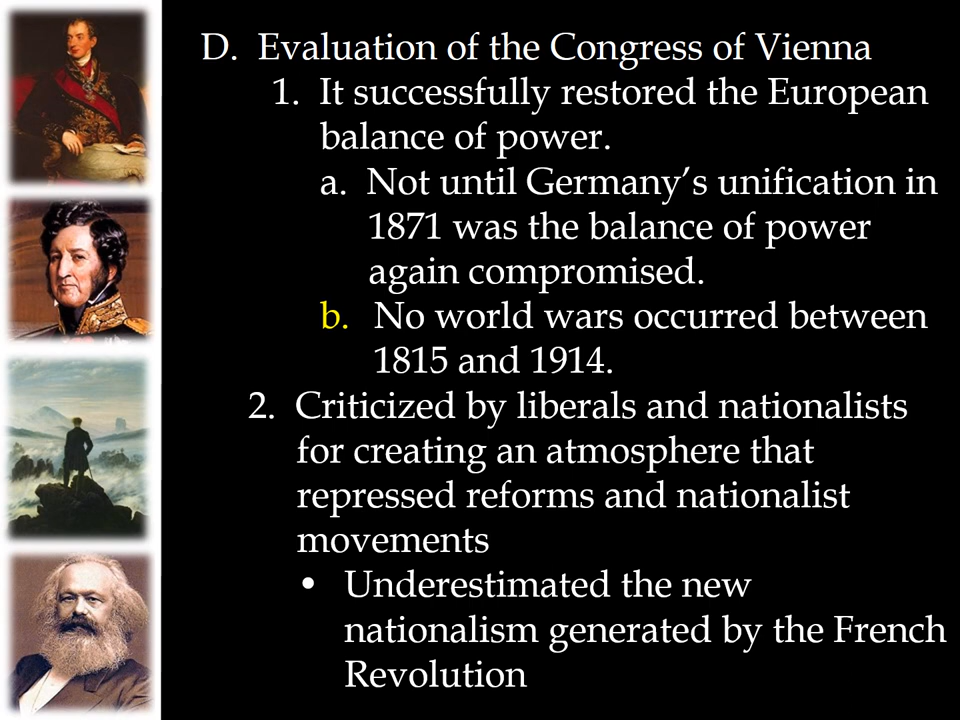 D. Evaluation of the Congress of Vienna
1. It successfully restored the European
balance of power.
a. Not until Germany’s unification in
1871 was the balance of power
again compromised.
b. No world wars occurred between
1815 and 1914.
2. Criticized by liberals and nationalists
for creating an atmosphere that
repressed reforms and nationalist
movements
• Underestimated the new
nationalism generated by the French
Revolution